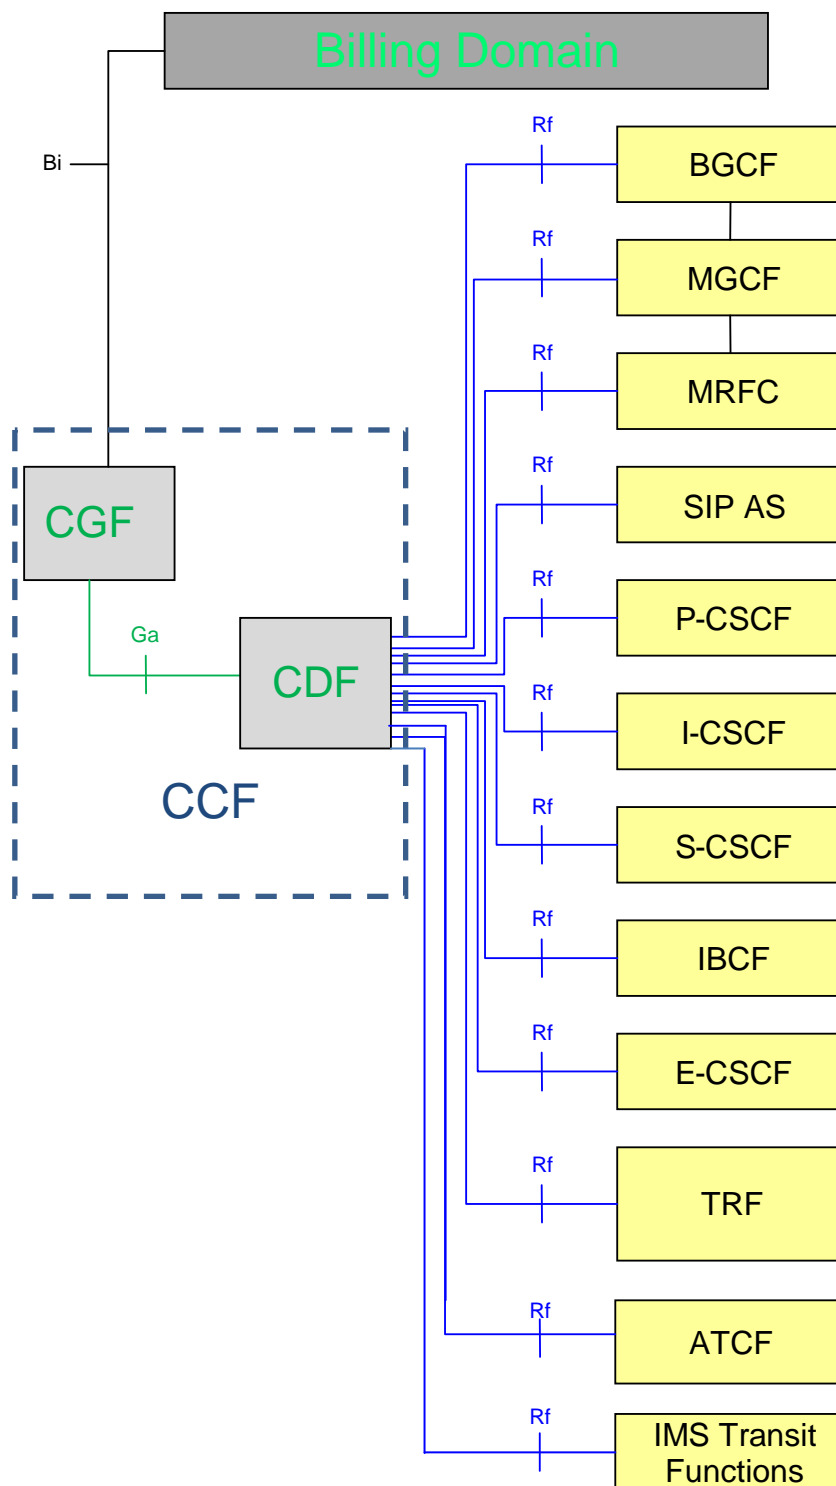 Billing Domain
Bi
Rf
BGCF
Rf
MGCF
Rf
MRFC
Rf
SIP AS
Rf
P-CSCF
Rf
I-CSCF
Rf
S-CSCF
Rf
IBCF
Rf
E-CSCF
Rf
TRF
Rf
ATCF
Rf
IMS Transit
Functions
CGF
Ga
CDF
CCF